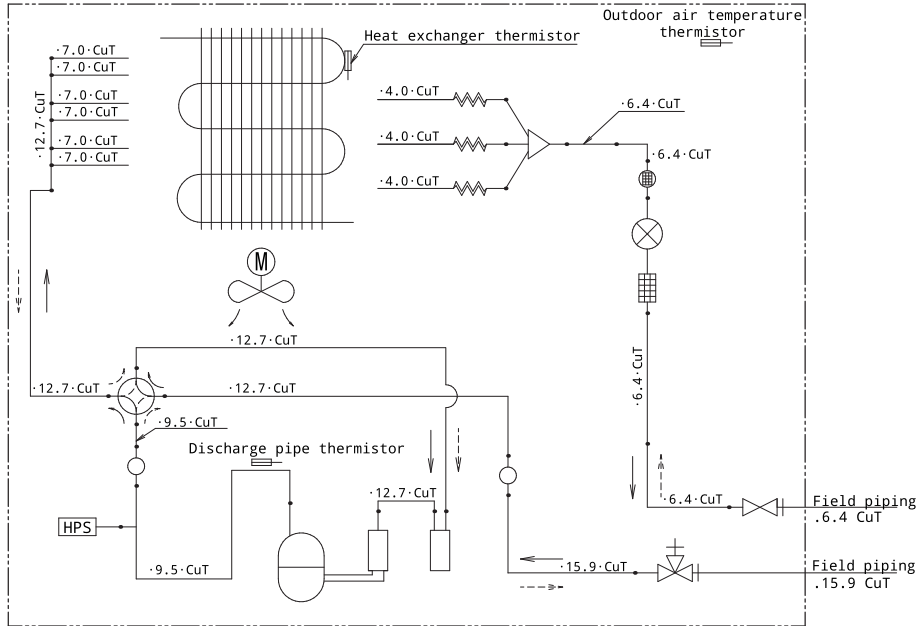 Outdoor air temperature
thermistor
Heat exchanger thermistor
.7.0.CuT
.7.0.CuT
.7.0.CuT
.7.0.CuT
.7.0.CuT
.7.0.CuT
.12.7.CuT
.4.0.CuT
.4.0.CuT
.4.0.CuT
.6.4.CuT
.6.4.CuT
M
.12.7.CuT
.6.4.CuT
.12.7.CuT
.12.7.CuT
.9.5.CuT
Discharge pipe thermistor
.12.7.CuT
.6.4.CuT
Field piping
.6.4 CuT
HPS
.9.5.CuT
.15.9.CuT
Field piping
.15.9 CuT